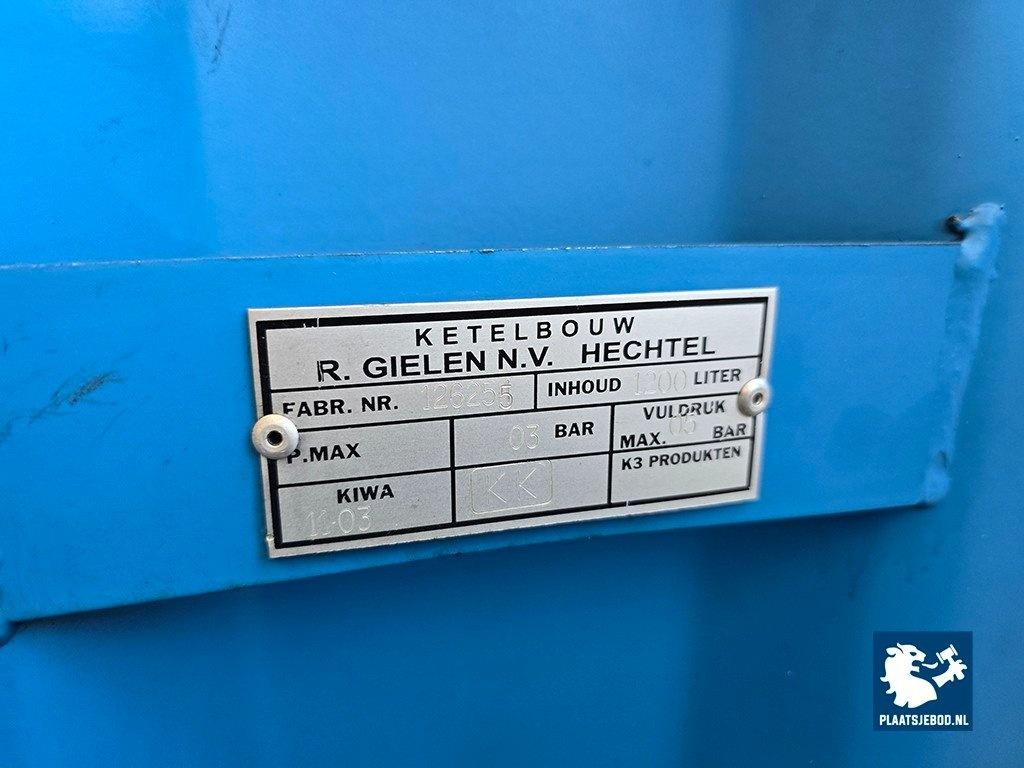 KETELBOUW
R. GIELEN N.V. HECHTEL
FABR. NR. 126255 INHOUD 1200 LITER
P.MAX 03 BAR VULDRUK MAX. 05 BAR
KIWA 11-03 KK K3 PRODUKTEN
PLAATSJEBOD.NL